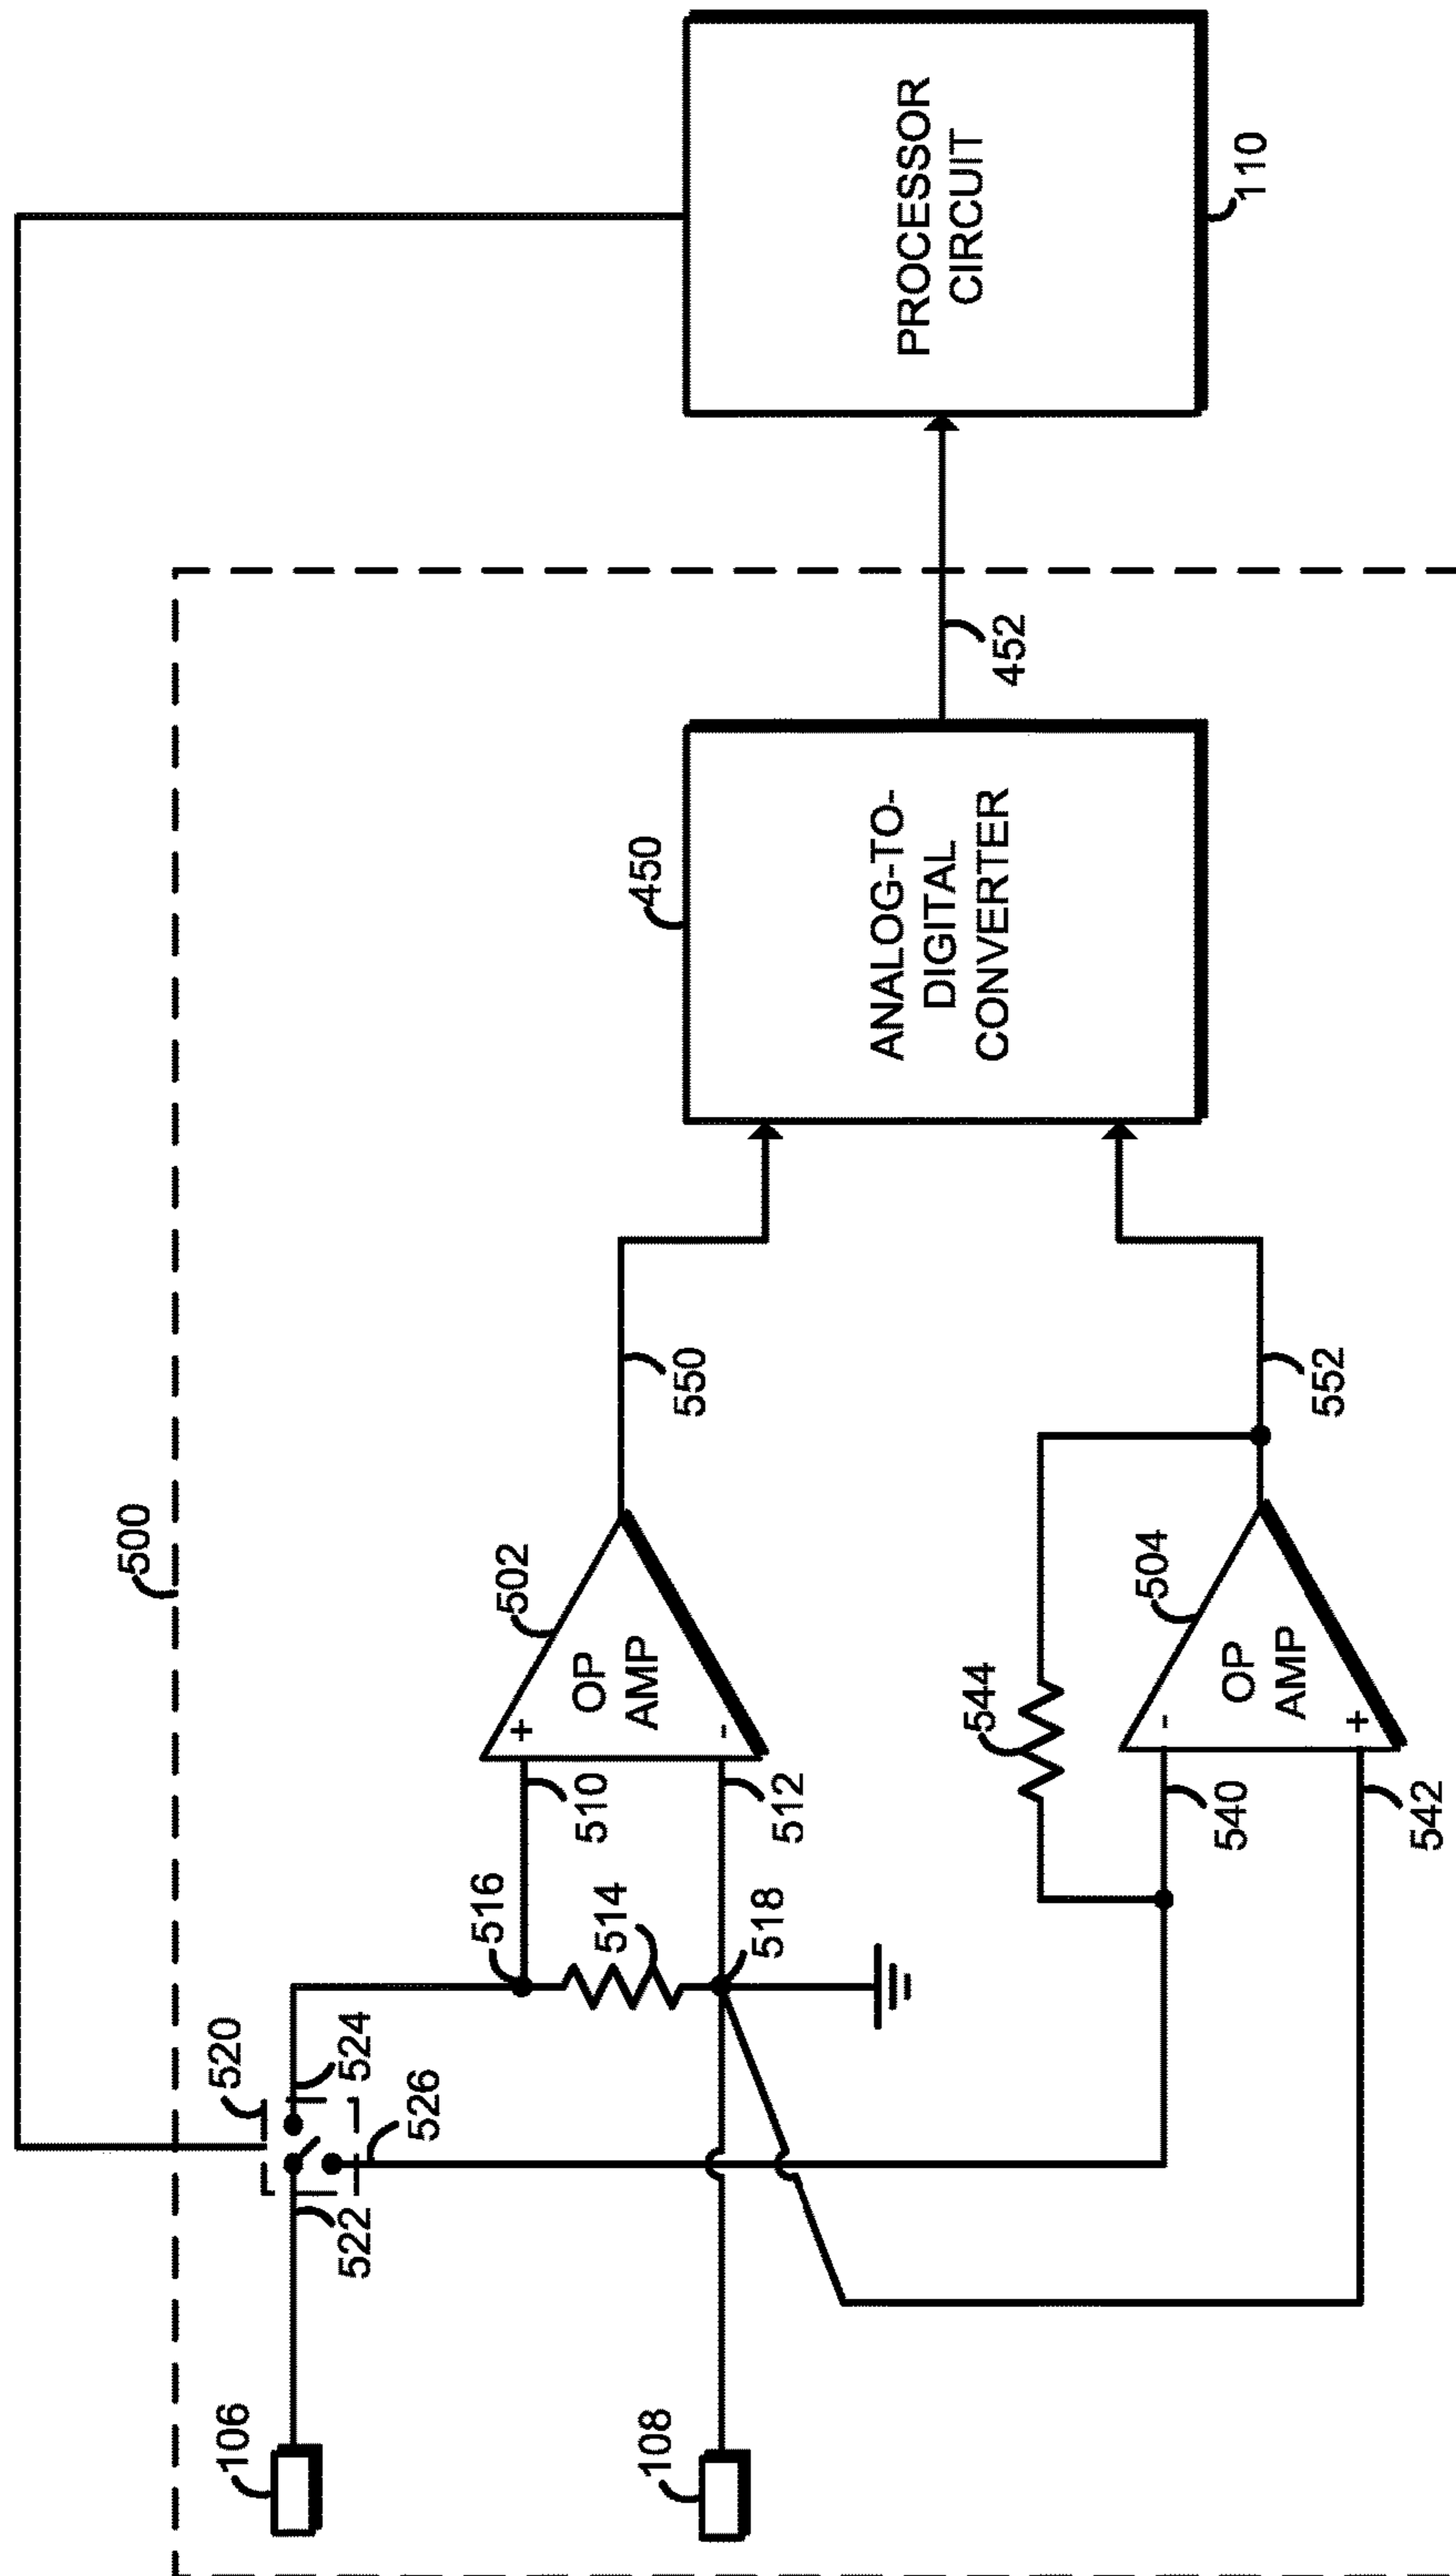 500
106
108
520
522
524
526
516
514
518
510
512
502
+
OP
AMP
-
550
544
540
542
504
-
OP
AMP
+
552
450
ANALOG-TO-
DIGITAL
CONVERTER
452
PROCESSOR
CIRCUIT
110